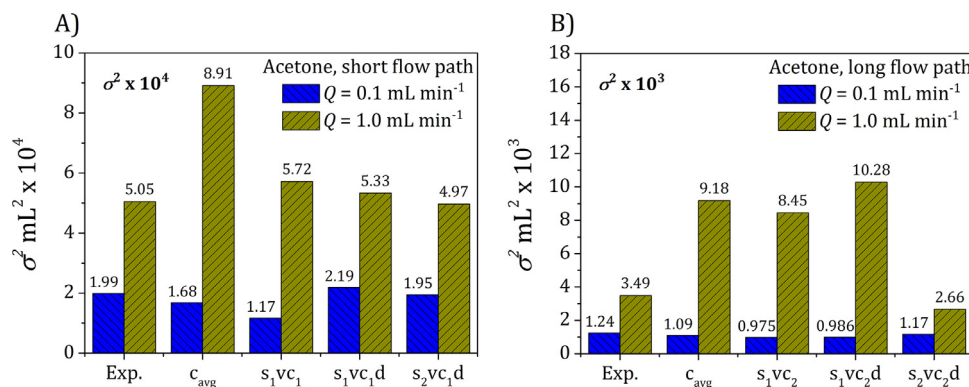 A)
σ² x 10⁴
Acetone, short flow path
Q = 0.1 mL min⁻¹
Q = 1.0 mL min⁻¹
σ² mL² x 10⁴
10
8
6
4
2
0
1.99
5.05
1.68
8.91
1.17
5.72
2.19
5.33
1.95
4.97
Exp.
c_avg
s₁vc₁
s₁vc₁d
s₂vc₁d
B)
σ² x 10³
Acetone, long flow path
Q = 0.1 mL min⁻¹
Q = 1.0 mL min⁻¹
σ² mL² x 10³
18
16
14
12
10
8
6
4
2
0
1.24
3.49
1.09
9.18
0.975
8.45
0.986
10.28
1.17
2.66
Exp.
c_avg
s₁vc₂
s₁vc₂d
s₂vc₂d